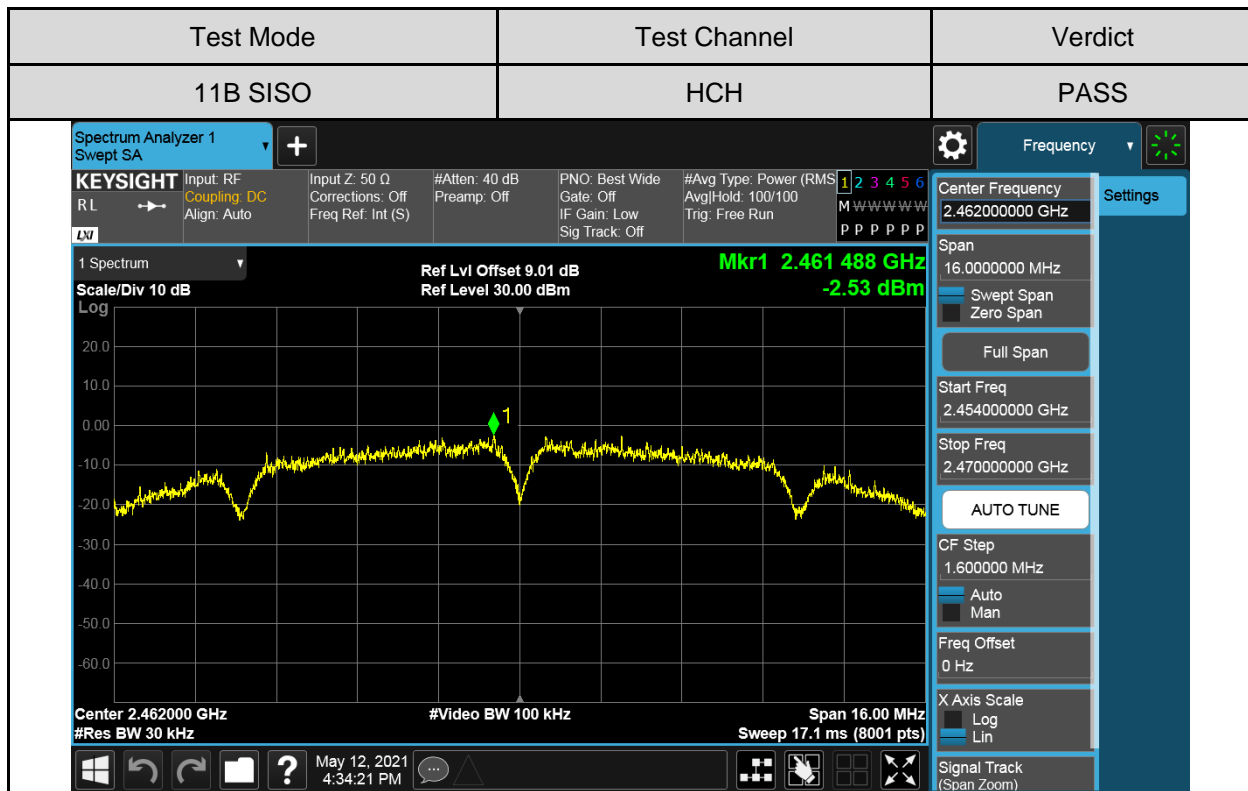 Test Mode Test Channel Verdict
11B SISO HCH PASS
Spectrum Analyzer 1
Swept SA
+
Frequency
KEYSIGHT
RL
LXI
Input: RF
Coupling: DC
Align: Auto
Input Z: 50 Ω
Corrections: Off
Freq Ref: Int (S)
#Atten: 40 dB
Preamp: Off
PNO: Best Wide
Gate: Off
IF Gain: Low
Sig Track: Off
#Avg Type: Power (RMS
Avg|Hold: 100/100
Trig: Free Run
1 2 3 4 5 6
M W W W W W
P P P P P P
1 Spectrum
Scale/Div 10 dB
Log
Ref Lvl Offset 9.01 dB
Ref Level 30.00 dBm
Mkr1 2.461 488 GHz
-2.53 dBm
20.0
10.0
0.00
-10.0
-20.0
-30.0
-40.0
-50.0
-60.0
1
Center 2.462000 GHz
#Res BW 30 kHz
#Video BW 100 kHz
Span 16.00 MHz
Sweep 17.1 ms (8001 pts)
?
May 12, 2021
4:34:21 PM
Center Frequency
2.462000000 GHz
Settings
Span
16.0000000 MHz
Swept Span
Zero Span
Full Span
Start Freq
2.454000000 GHz
Stop Freq
2.470000000 GHz
AUTO TUNE
CF Step
1.600000 MHz
Auto
Man
Freq Offset
0 Hz
X Axis Scale
Log
Lin
Signal Track
(Span Zoom)